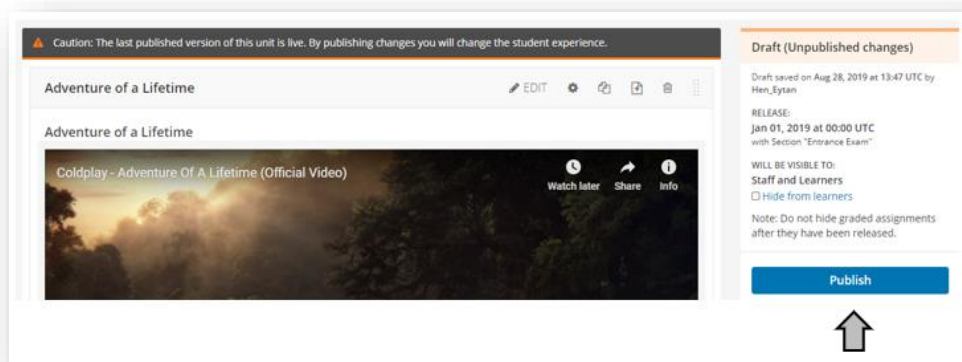 Caution: The last published version of this unit is live. By publishing changes you will change the student experience.
Adventure of a Lifetime
EDIT
Adventure of a Lifetime
Coldplay - Adventure Of A Lifetime (Official Video)
Watch later
Share
Info
Draft (Unpublished changes)
Draft saved on Aug 28, 2019 at 13:47 UTC by
Hen_Eytan
RELEASE:
Jan 01, 2019 at 00:00 UTC
with Section "Entrance Exam"
WILL BE VISIBLE TO:
Staff and Learners
Hide from learners
Note: Do not hide graded assignments
after they have been released.
Publish